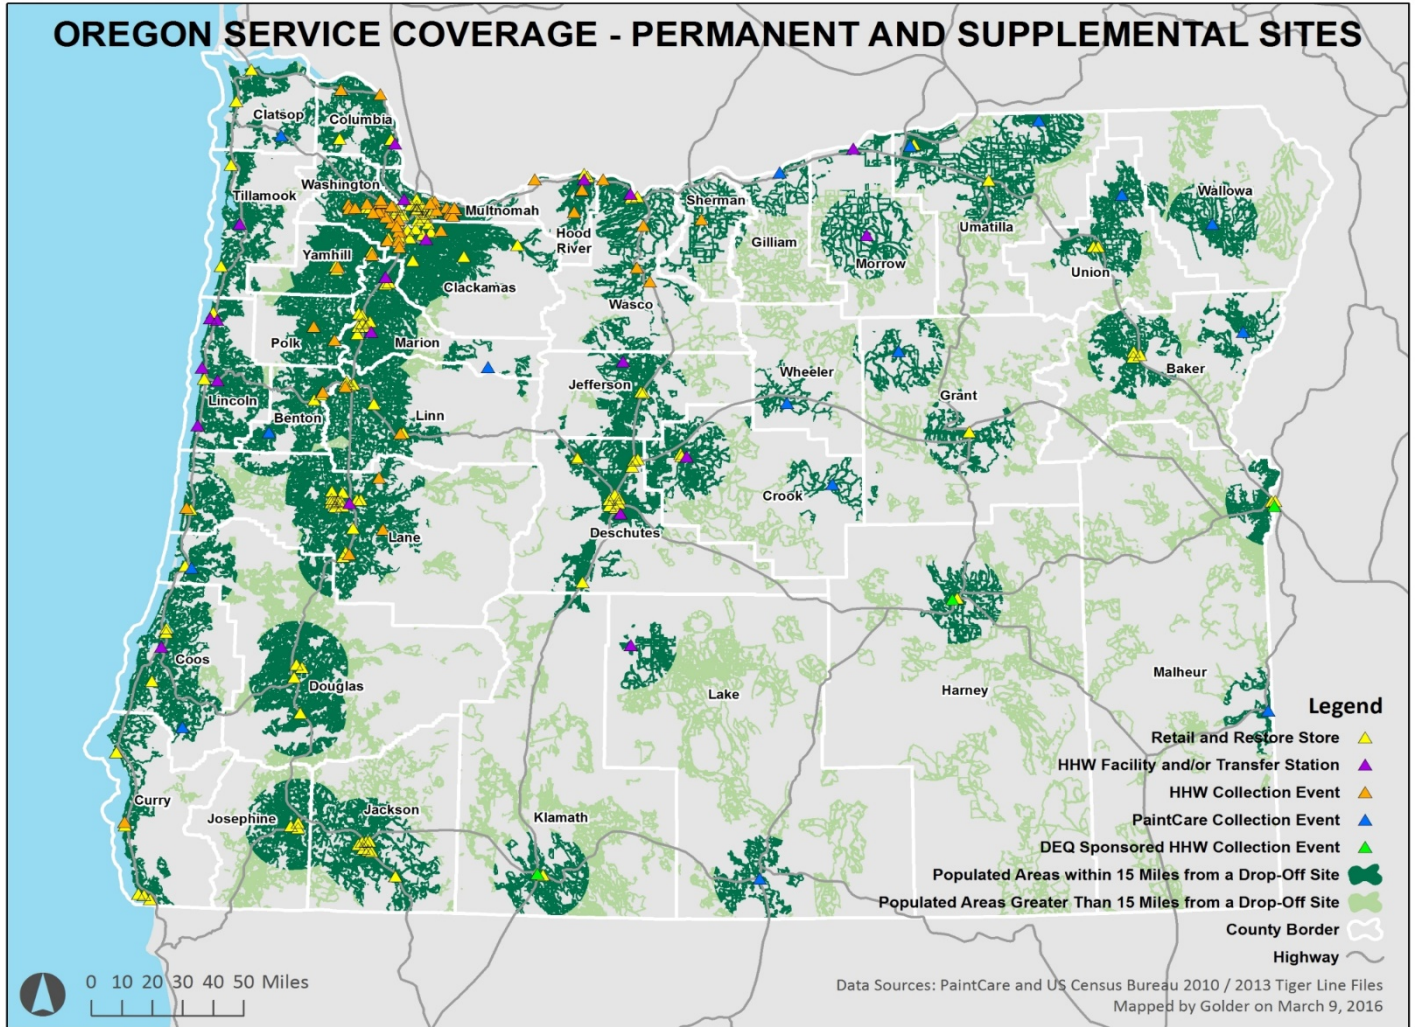 OREGON SERVICE COVERAGE - PERMANENT AND SUPPLEMENTAL SITES
Clatsop
Columbia
Tillamook
Washington
Multnomah
Hood
River
Sherman
Gilliam
Morrow
Umatilla
Wallowa
Union
Yamhill
Clackamas
Wasco
Polk
Marion
Jefferson
Wheeler
Grant
Baker
Lincoln
Benton
Linn
Crook
Lane
Deschutes
Coos
Douglas
Lake
Harney
Malheur
Curry
Josephine
Jackson
Klamath
Legend
Retail and Restore Store
HHW Facility and/or Transfer Station
HHW Collection Event
PaintCare Collection Event
DEQ Sponsored HHW Collection Event
Populated Areas within 15 Miles from a Drop-Off Site
Populated Areas Greater Than 15 Miles from a Drop-Off Site
County Border
Highway
0 10 20 30 40 50 Miles
Data Sources: PaintCare and US Census Bureau 2010 / 2013 Tiger Line Files
Mapped by Golder on March 9, 2016